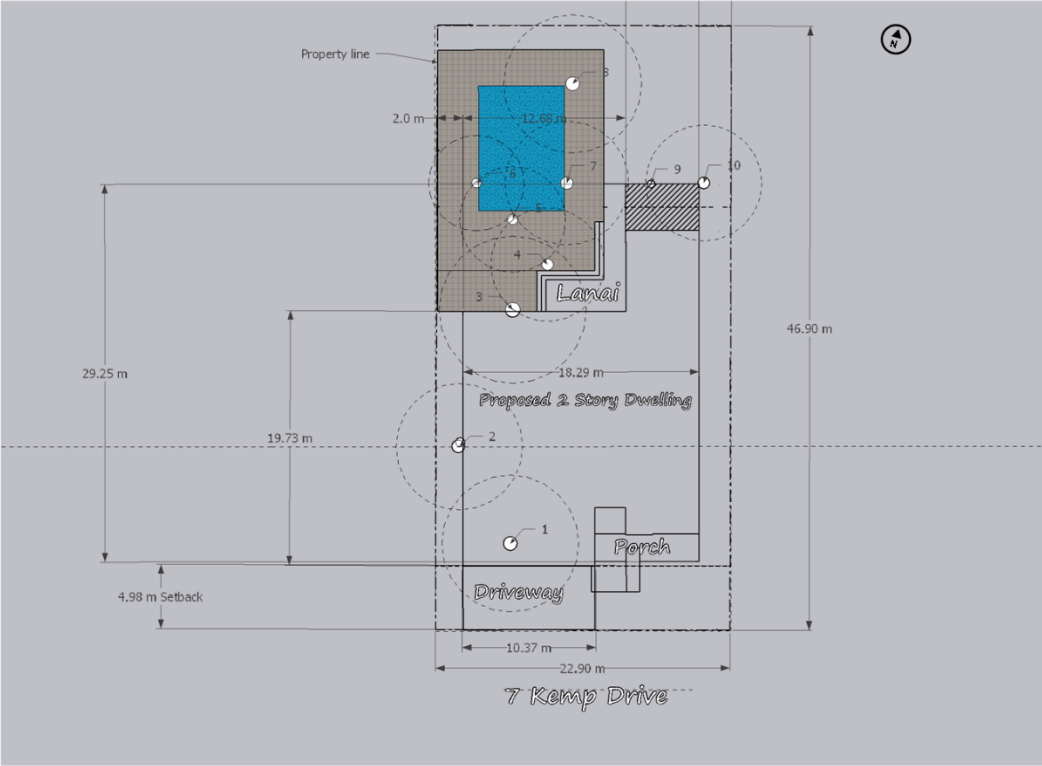 N
Property line
8
2.0 m
12.68 m
7
9
10
6
5
4
Lanai
3
46.90 m
29.25 m
18.29 m
Proposed 2 Story Dwelling
19.73 m
2
1
Porch
Driveway
4.98 m Setback
10.37 m
22.90 m
7 Kemp Drive